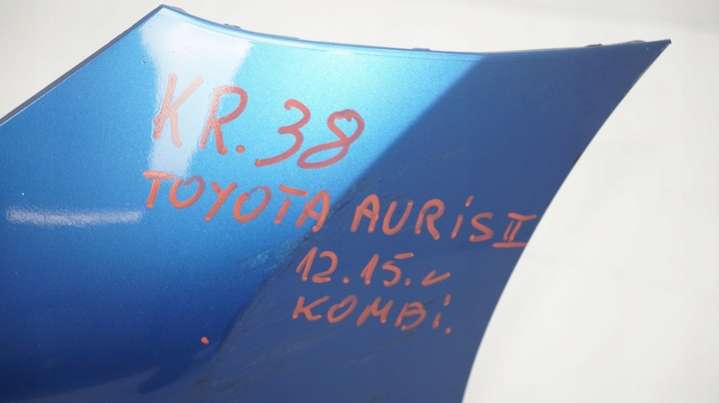 KR.38
TOYOTA AURiS II
12.15.v
KOMBi.